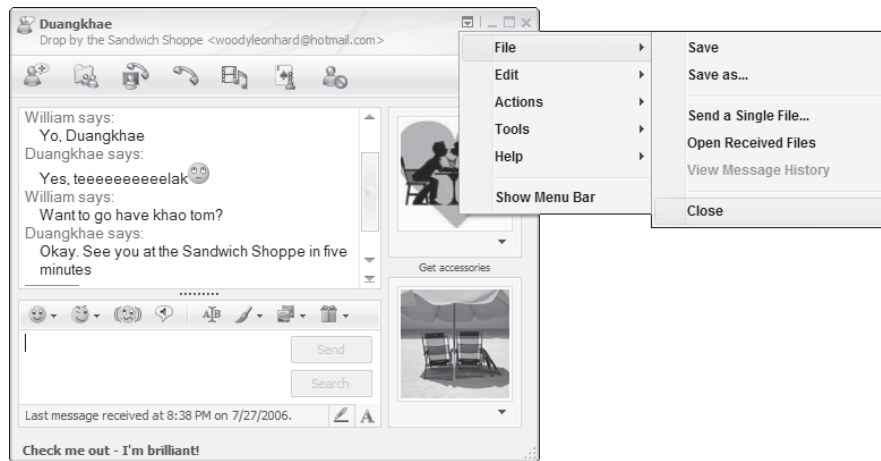 Duangkhae
Drop by the Sandwich Shoppe <woodyleonhard@hotmail.com>
File
Edit
Actions
Tools
Help
Show Menu Bar
Save
Save as...
Send a Single File...
Open Received Files
View Message History
Close
William says:
Yo, Duangkhae
Duangkhae says:
Yes, teeeeeeeeeelak
William says:
Want to go have khao tom?
Duangkhae says:
Okay. See you at the Sandwich Shoppe in five
minutes
Get accessories
Send
Search
Last message received at 8:38 PM on 7/27/2006.
Check me out - I'm brilliant!